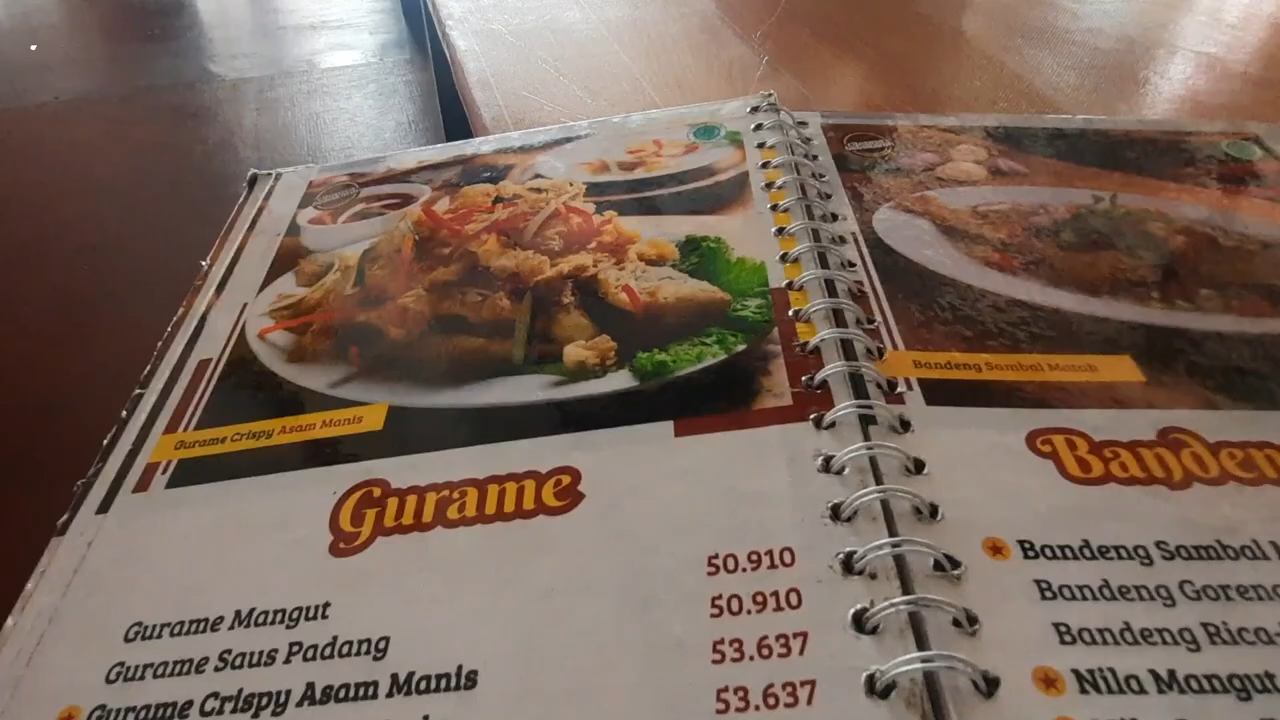 Gurame Crispy Asam Manis
Gurame
Gurame Mangut 50.910
Gurame Saus Padang 50.910
Gurame Crispy Asam Manis 53.637
53.637
Bandeng Sambal Matah
Banden
Bandeng Sambal
Bandeng Goreng
Bandeng Rica-
Nila Mangut